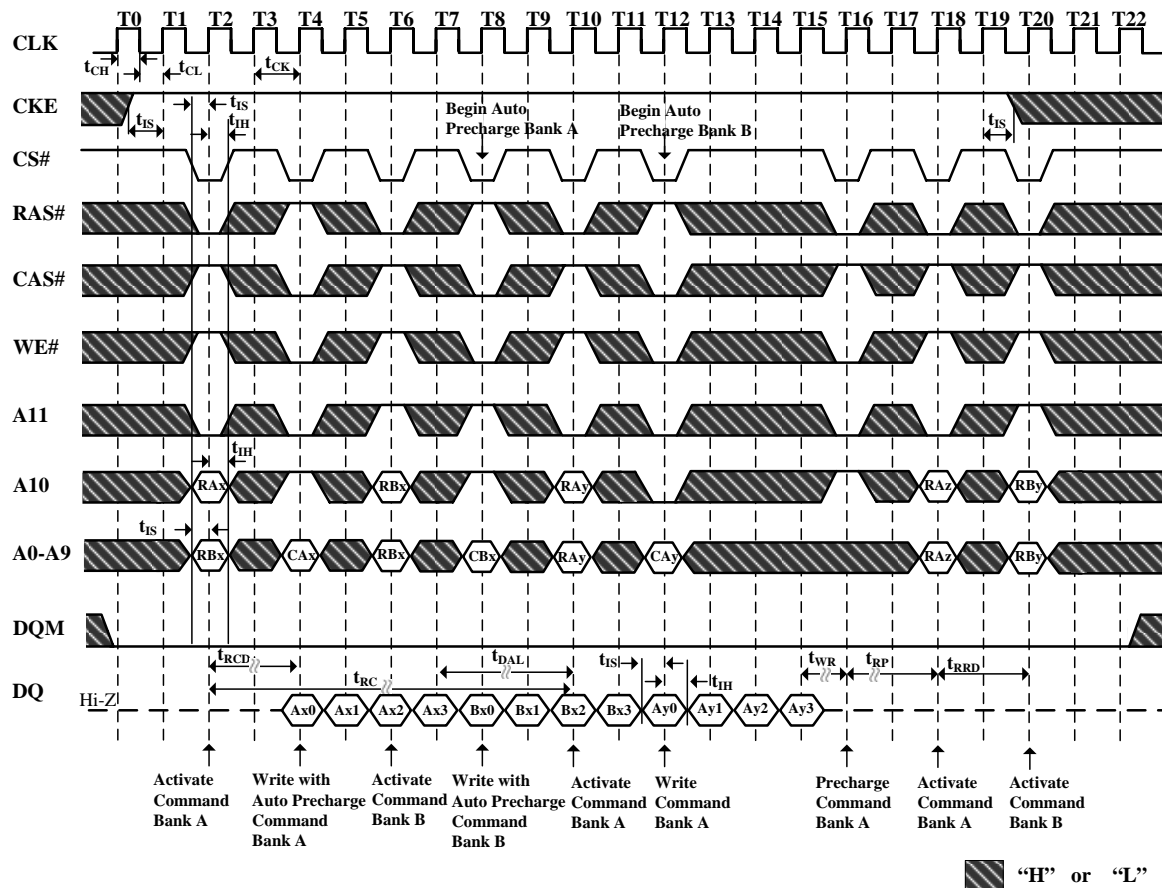 T0 T1 T2 T3 T4 T5 T6 T7 T8 T9 T10 T11 T12 T13 T14 T15 T16 T17 T18 T19 T20 T21 T22
CLK
tCH
tCL
tCK
CKE
tIS
tIS
tIH
Begin Auto
Precharge Bank A
Begin Auto
Precharge Bank B
tIS
CS#
RAS#
CAS#
WE#
A11
tIH
A10
RAx RBx RAy RAz RBy
tIS
A0-A9
RBx CAx RBx CBx RAy CAy RAz RBy
DQM
tRCD
tRC
tDAL
tIS
tIH
tWR
tRP
tRRD
DQ
Hi-Z
Ax0 Ax1 Ax2 Ax3 Bx0 Bx1 Bx2 Bx3 Ay0 Ay1 Ay2 Ay3
Activate
Command
Bank A
Write with
Auto Precharge
Command
Bank A
Activate
Command
Bank B
Write with
Auto Precharge
Command
Bank B
Activate
Command
Bank A
Write
Command
Bank A
Precharge
Command
Bank A
Activate
Command
Bank A
Activate
Command
Bank B
“H” or “L”